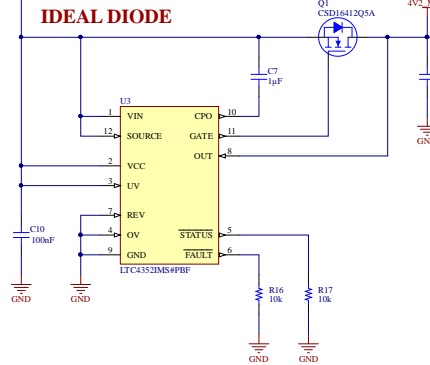 IDEAL DIODE
Q1
CSD16412Q5A
C7
1µF
U3
1 VIN CPO 10
12 SOURCE GATE 11
OUT 8
2 VCC
3 UV
7 REV
4 OV STATUS 5
9 GND FAULT 6
LTC4352IMS#PBF
C10
100nF
R16
10k
R17
10k
GND
GND
GND
GND